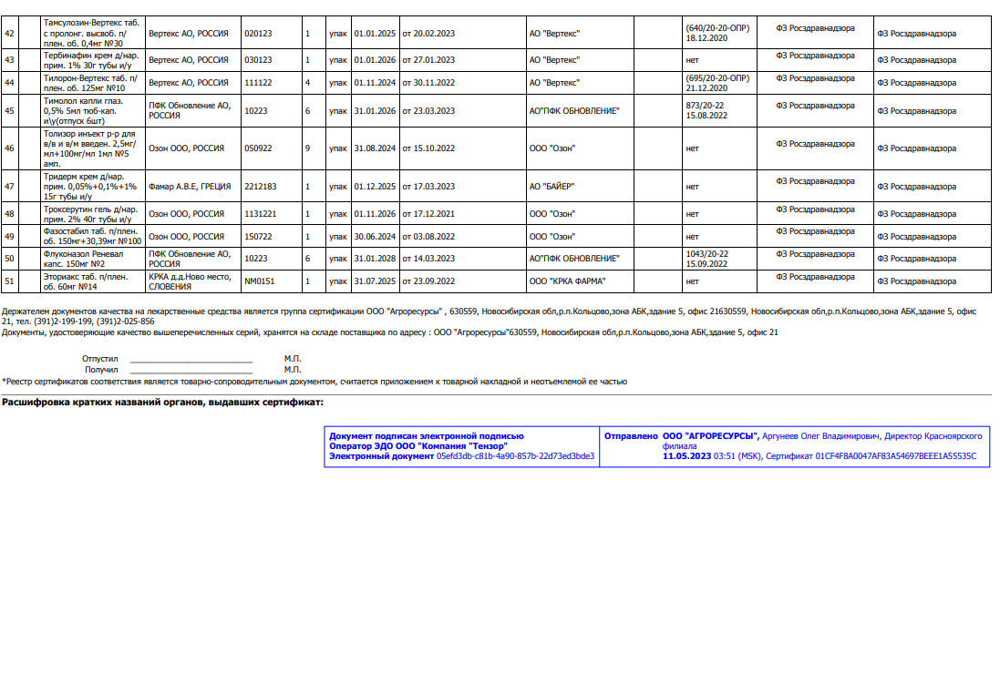 42 Тамсулозин-Вертекс таб. с пролонг. высвоб. п/плен. об. 0,4мг №30 Вертекс АО, РОССИЯ 020123 1 упак 01.01.2025 от 20.02.2023 АО "Вертекс" (640/20-20-ОПР) 18.12.2020 ФЗ Росздравнадзора ФЗ Росздравнадзора
43 Тербинафин крем д/нар. прим. 1% 30г тубы и/у Вертекс АО, РОССИЯ 030123 1 упак 01.01.2026 от 27.01.2023 АО "Вертекс" нет ФЗ Росздравнадзора ФЗ Росздравнадзора
44 Тилорон-Вертекс таб. п/плен. об. 125мг №10 Вертекс АО, РОССИЯ 111122 4 упак 01.11.2024 от 30.11.2022 АО "Вертекс" (695/20-20-ОПР) 21.12.2020 ФЗ Росздравнадзора ФЗ Росздравнадзора
45 Тимолол капли глаз. 0,5% 5мл тюб-кап. и\у(отпуск 6шт) ПФК Обновление АО, РОССИЯ 10223 6 упак 31.01.2026 от 23.03.2023 АО"ПФК ОБНОВЛЕНИЕ" 873/20-22 15.08.2022 ФЗ Росздравнадзора ФЗ Росздравнадзора
46 Толизор инъект р-р для в/в и в/м введен. 2,5мг/мл+100мг/мл 1мл №5 амп. Озон ООО, РОССИЯ 050922 9 упак 31.08.2024 от 15.10.2022 ООО "Озон" нет ФЗ Росздравнадзора ФЗ Росздравнадзора
47 Тридерм крем д/нар. прим. 0,05%+0,1%+1% 15г тубы и/у Фамар А.В.Е, ГРЕЦИЯ 2212183 1 упак 01.12.2025 от 17.03.2023 АО "БАЙЕР" нет ФЗ Росздравнадзора ФЗ Росздравнадзора
48 Троксерутин гель д/нар. прим. 2% 40г тубы и/у Озон ООО, РОССИЯ 1131221 1 упак 01.11.2026 от 17.12.2021 ООО "Озон" нет ФЗ Росздравнадзора ФЗ Росздравнадзора
49 Фазостабил таб. п/плен. об. 150мг+30,39мг №100 Озон ООО, РОССИЯ 150722 1 упак 30.06.2024 от 03.08.2022 ООО "Озон" нет ФЗ Росздравнадзора ФЗ Росздравнадзора
50 Флуконазол Реневал капс. 150мг №2 ПФК Обновление АО, РОССИЯ 10223 6 упак 31.01.2028 от 14.03.2023 АО"ПФК ОБНОВЛЕНИЕ" 1043/20-22 15.09.2022 ФЗ Росздравнадзора ФЗ Росздравнадзора
51 Эториакс таб. п/плен. об. 60мг №14 КРКА д.д.Ново место, СЛОВЕНИЯ NM0151 1 упак 31.07.2025 от 23.09.2022 ООО "КРКА ФАРМА" нет ФЗ Росздравнадзора ФЗ Росздравнадзора
Держателем документов качества на лекарственные средства является группа сертификации ООО "Агроресурсы" , 630559, Новосибирская обл,р.п.Кольцово,зона АБК,здание 5, офис 21630559, Новосибирская обл,р.п.Кольцово,зона АБК,здание 5, офис
21, тел. (391)2-199-199, (391)2-025-856
Документы, удостоверяющие качество вышеперечисленных серий, хранятся на складе поставщика по адресу : ООО "Агроресурсы"630559, Новосибирская обл,р.п.Кольцово,зона АБК,здание 5, офис 21
Отпустил М.П.
Получил М.П.
*Реестр сертификатов соответствия является товарно-сопроводительным документом, считается приложением к товарной накладной и неотъемлемой ее частью
Расшифровка кратких названий органов, выдавших сертификат:
Документ подписан электронной подписью
Оператор ЭДО ООО "Компания "Тензор"
Электронный документ 05efd3db-c81b-4a90-857b-22d73ed3bde3
Отправлено ООО "АГРОРЕСУРСЫ", Аргунеев Олег Владимирович, Директор Красноярского
филиала
11.05.2023 03:51 (MSK), Сертификат 01CF4F8A0047AF83A54697BEEE1A55535C